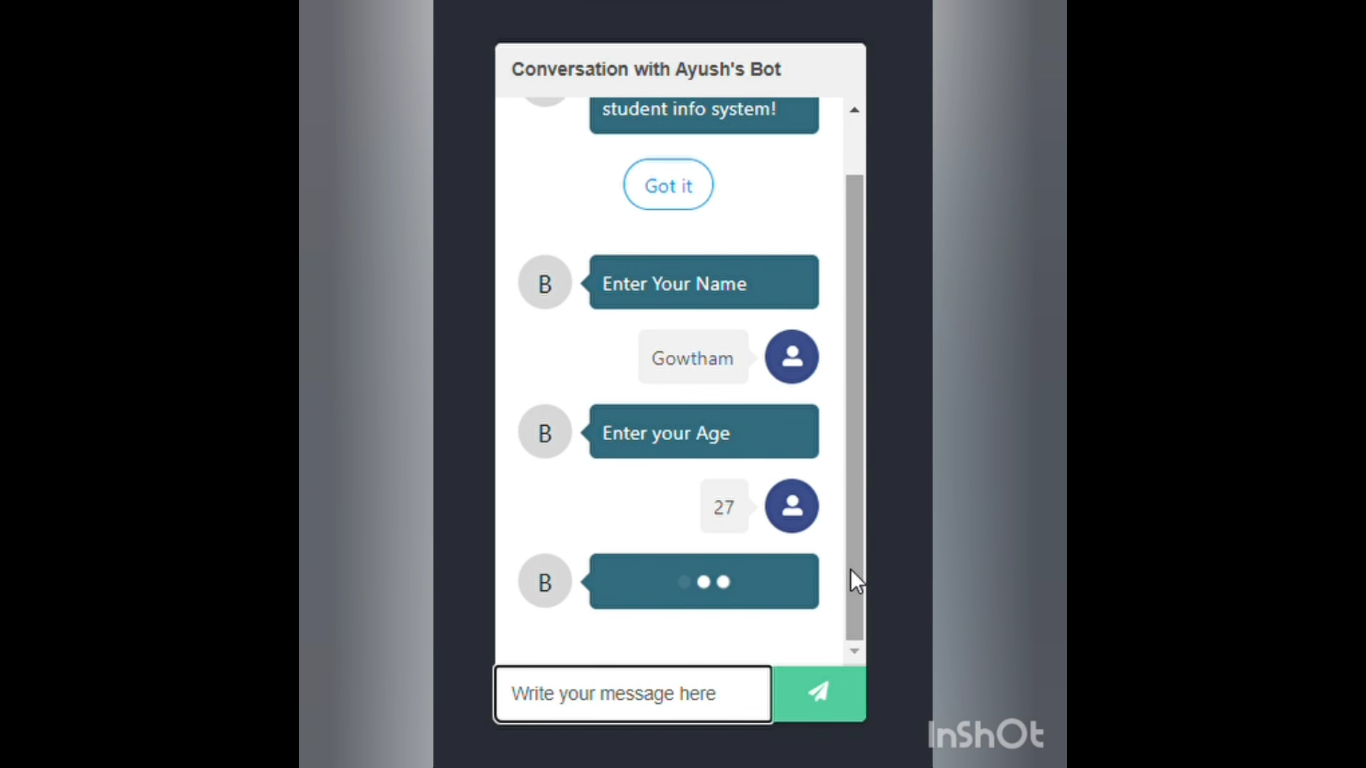 Conversation with Ayush's Bot
student info system!
Got it
B
Enter Your Name
Gowtham
B
Enter your Age
27
B
Write your message here
InShOt